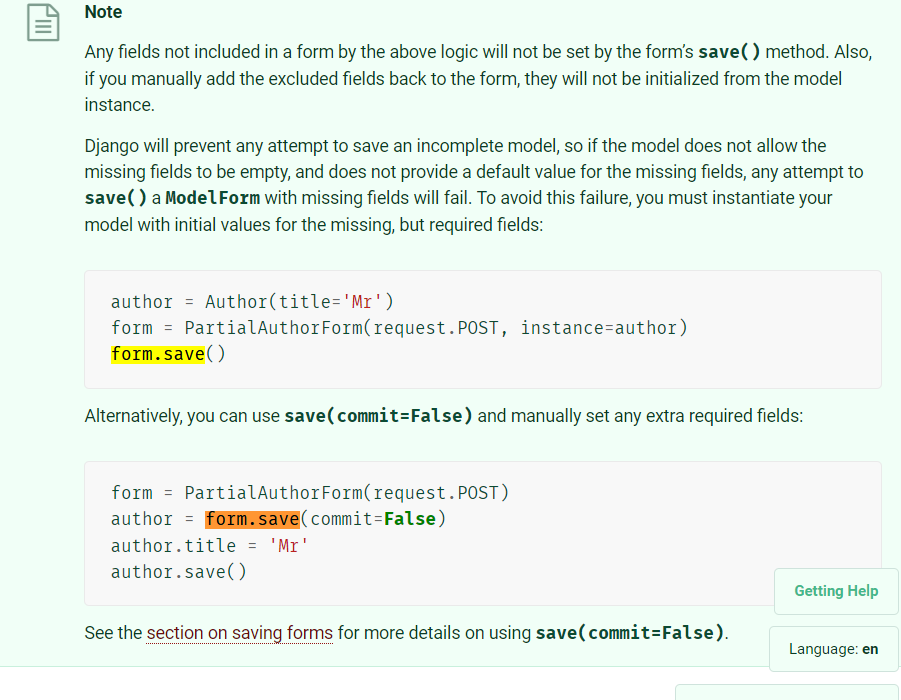 Note
Any fields not included in a form by the above logic will not be set by the form’s save() method. Also,
if you manually add the excluded fields back to the form, they will not be initialized from the model
instance.
Django will prevent any attempt to save an incomplete model, so if the model does not allow the
missing fields to be empty, and does not provide a default value for the missing fields, any attempt to
save() a ModelForm with missing fields will fail. To avoid this failure, you must instantiate your
model with initial values for the missing, but required fields:
author = Author(title='Mr')
form = PartialAuthorForm(request.POST, instance=author)
form.save()
Alternatively, you can use save(commit=False) and manually set any extra required fields:
form = PartialAuthorForm(request.POST)
author = form.save(commit=False)
author.title = 'Mr'
author.save()
Getting Help
See the section on saving forms for more details on using save(commit=False).
Language: en